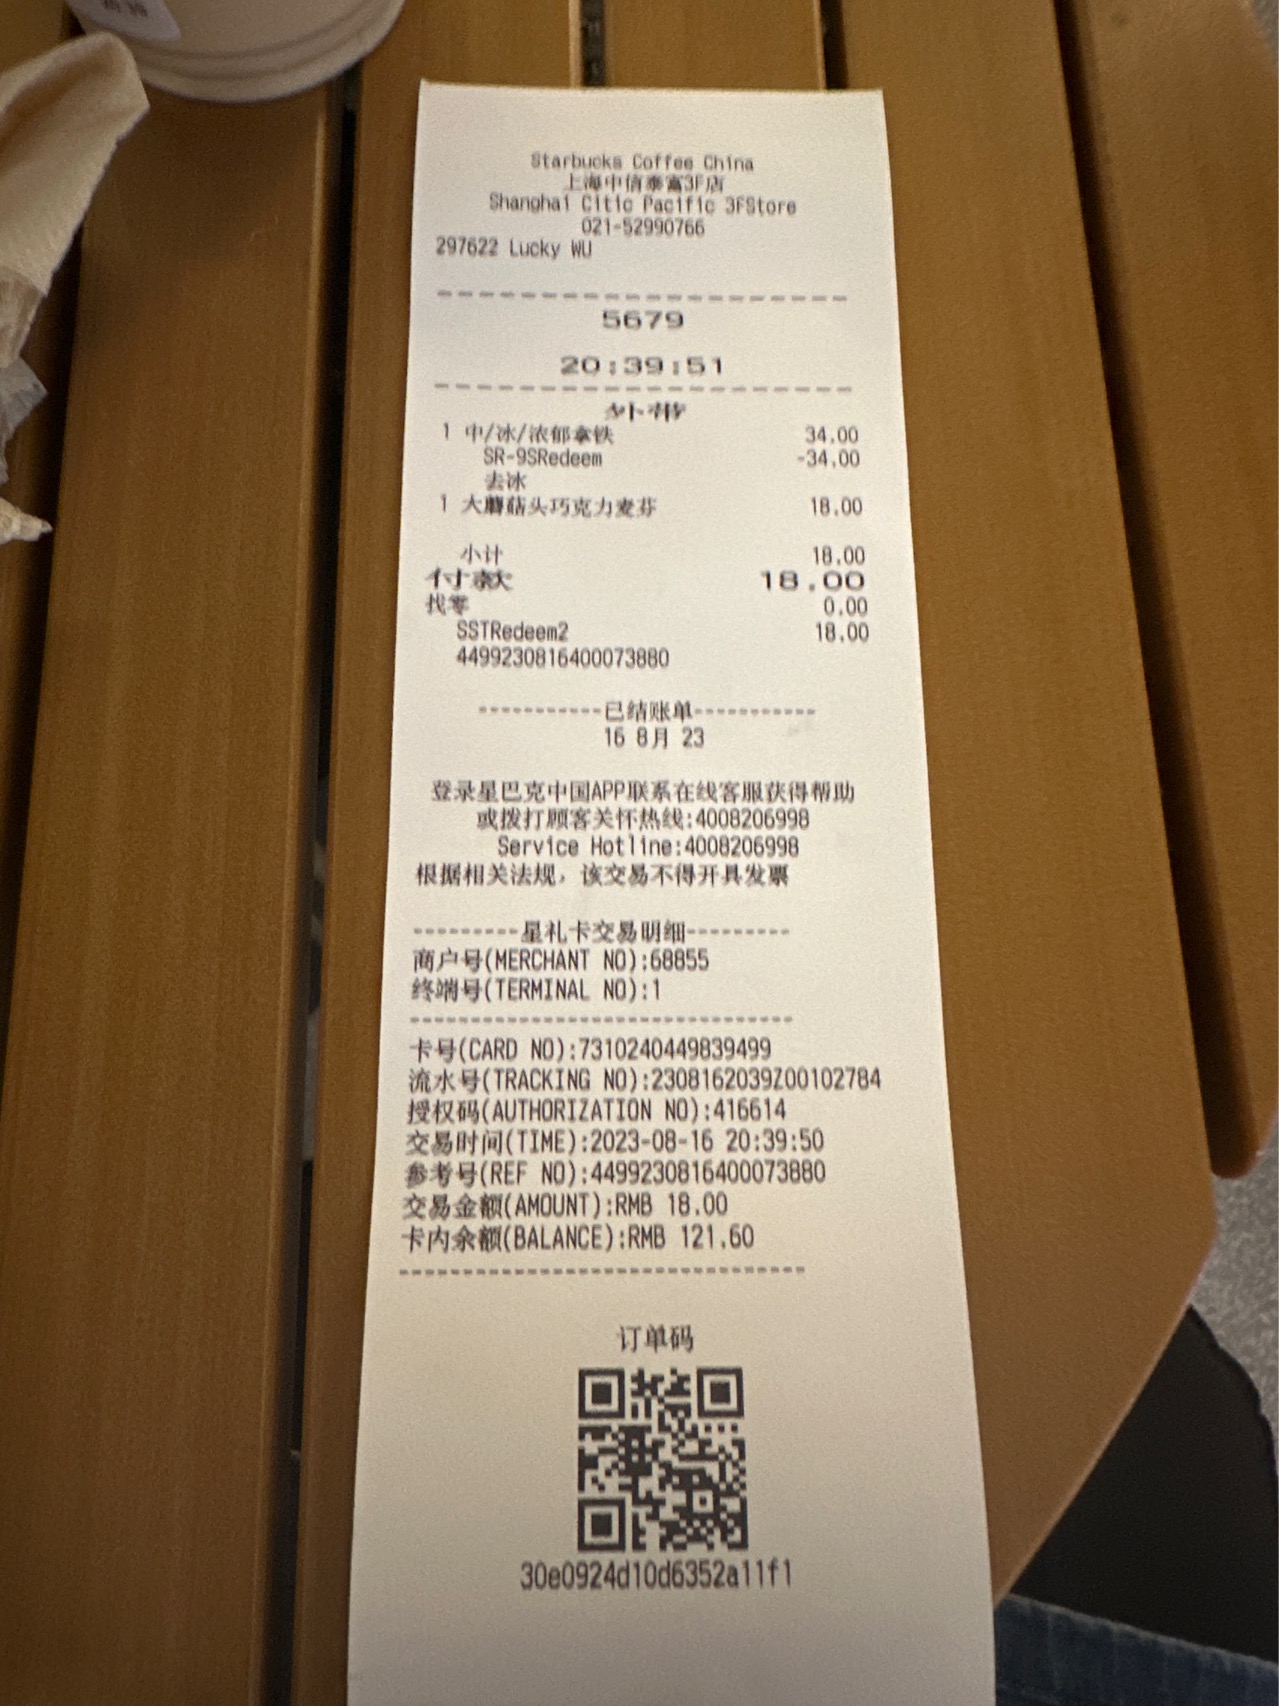 Starbucks Coffee China
上海中信泰富3F店
Shanghai Citic Pacific 3FStore
021-52990766
297622 Lucky WU
--------------------
5679
20:39:51
--------------------
外带
1 中/冰/浓郁拿铁 34.00
SR-9SRedeem -34.00
去冰
1 大蘑菇头巧克力麦芬 18.00
小计 18.00
付款 18.00
找零 0.00
SSTRedeem2 18.00
4499230816400073880
-----------已结账单-----------
16 8月 23
登录星巴克中国APP联系在线客服获得帮助
或拨打顾客关怀热线:4008206998
Service Hotline:4008206998
根据相关法规，该交易不得开具发票
---------星礼卡交易明细---------
商户号(MERCHANT NO):68855
终端号(TERMINAL NO):1
--------------------------------
卡号(CARD NO):7310240449839499
流水号(TRACKING NO):2308162039Z00102784
授权码(AUTHORIZATION NO):416614
交易时间(TIME):2023-08-16 20:39:50
参考号(REF NO):4499230816400073880
交易金额(AMOUNT):RMB 18.00
卡内余额(BALANCE):RMB 121.60
--------------------------------
订单码
30e0924d10d6352a11f1